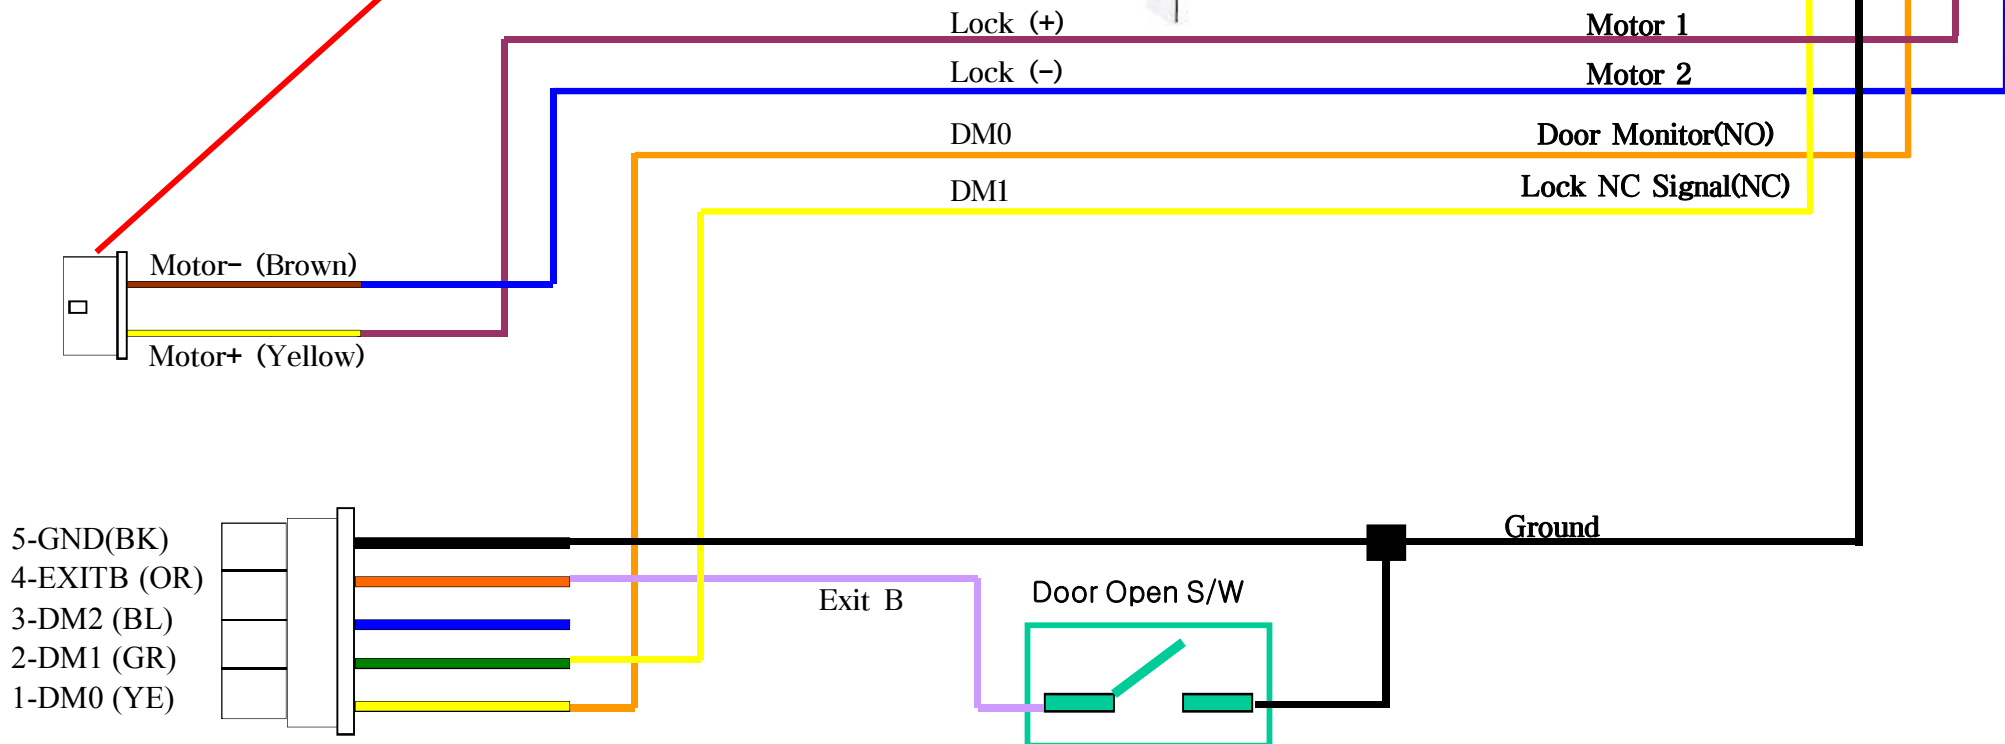 Lock (+) Motor 1
Lock (-) Motor 2
DM0 Door Monitor(NO)
DM1 Lock NC Signal(NC)
Motor- (Brown)
Motor+ (Yellow)
5-GND(BK) Ground
4-EXITB (OR)
Exit B
Door Open S/W
3-DM2 (BL)
2-DM1 (GR)
1-DM0 (YE)